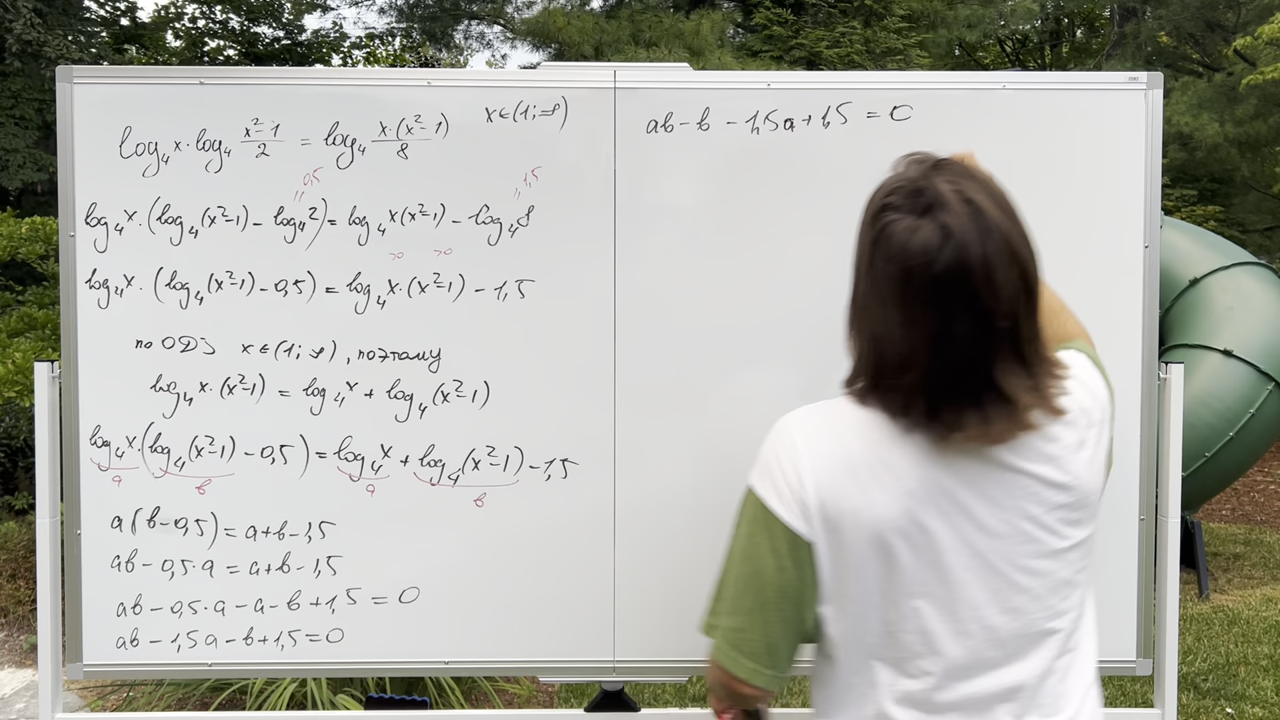 log₄x · log₄ (x²-1)/2 = log₄ (x·(x²-1))/8
x∈(1;∞)
0,5
1,5
log₄x · (log₄(x²-1) - log₄2) = log₄x(x²-1) - log₄8
>0 >0
log₄x · (log₄(x²-1) - 0,5) = log₄x·(x²-1) - 1,5
по ОДЗ x∈(1;∞), поэтому
log₄x·(x²-1) = log₄x + log₄(x²-1)
log₄x·(log₄(x²-1) - 0,5) = log₄x + log₄(x²-1) - 1,5
a b a b
a(b-0,5) = a+b-1,5
ab - 0,5·a = a+b-1,5
ab - 0,5·a - a - b + 1,5 = 0
ab - 1,5a - b + 1,5 = 0
ab - b - 1,5a + 1,5 = 0